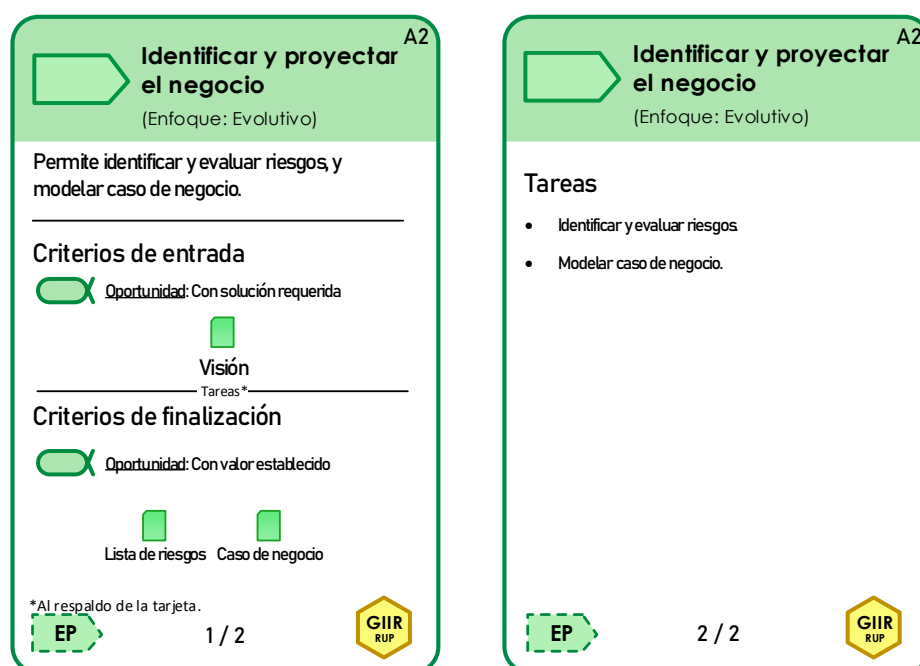 A2
Identificar y proyectar
el negocio
(Enfoque: Evolutivo)
Permite identificar y evaluar riesgos, y
modelar caso de negocio.
Criterios de entrada
Oportunidad: Con solución requerida
Visión
Tareas*
Criterios de finalización
Oportunidad: Con valor establecido
Lista de riesgos Caso de negocio
*Al respaldo de la tarjeta.
EP
1 / 2
GIIR
RUP
A2
Identificar y proyectar
el negocio
(Enfoque: Evolutivo)
Tareas
• Identificar y evaluar riesgos.
• Modelar caso de negocio.
EP
2 / 2
GIIR
RUP